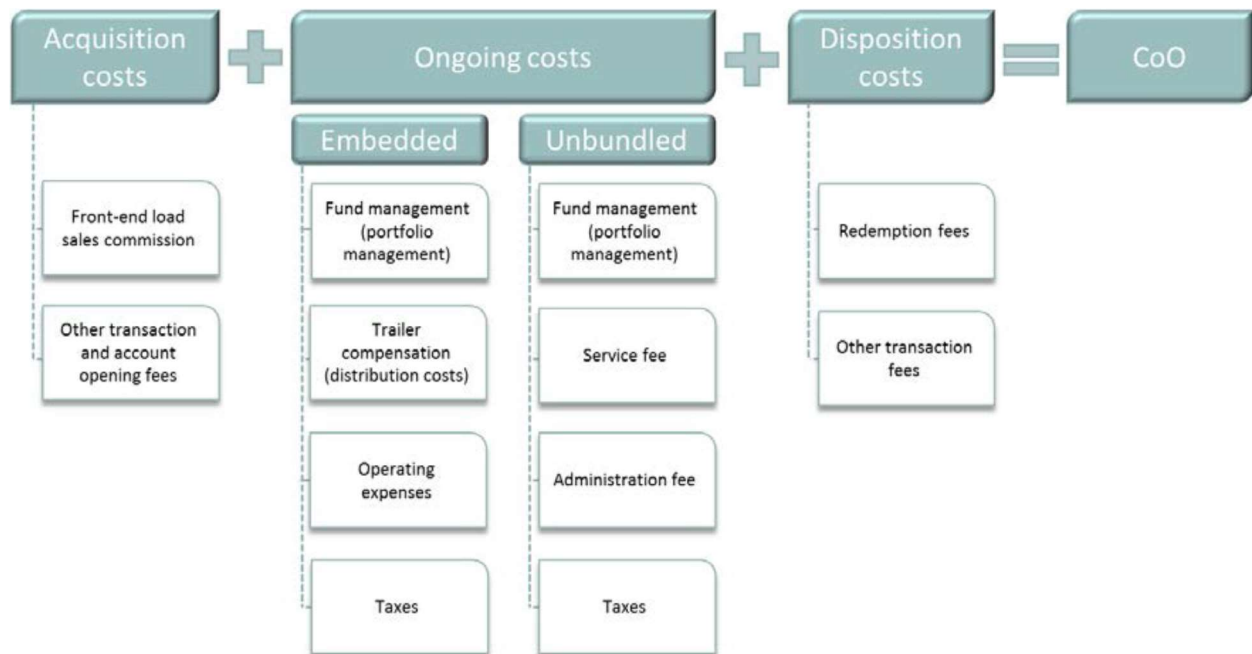 Acquisition
costs
Ongoing costs
Disposition
costs
CoO
Embedded
Unbundled
Front-end load
sales commission
Other transaction
and account
opening fees
Fund management
(portfolio
management)
Trailer
compensation
(distribution costs)
Operating
expenses
Taxes
Fund management
(portfolio
management)
Service fee
Administration fee
Taxes
Redemption fees
Other transaction
fees